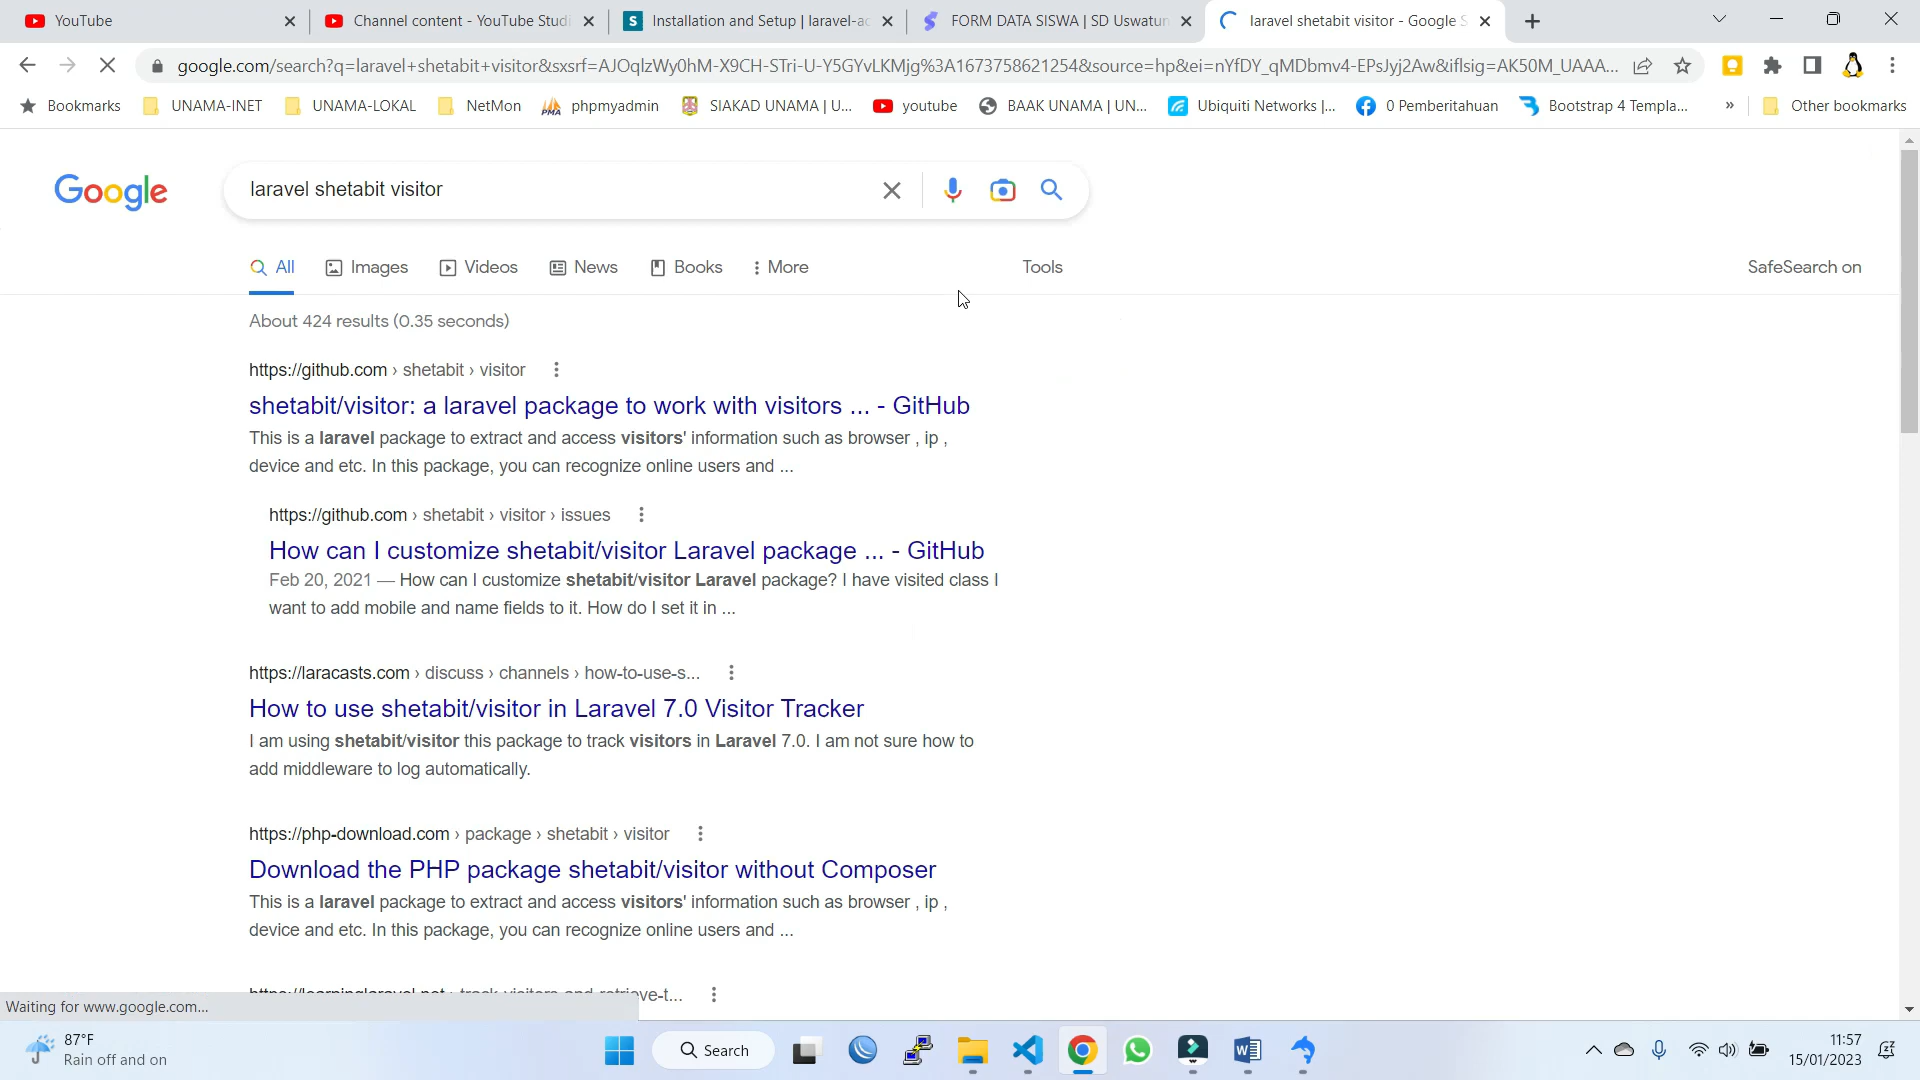 YouTube
Channel content - YouTube Studi
Installation and Setup | laravel-ac
FORM DATA SISWA | SD Uswatun
laravel shetabit visitor - Google S
google.com/search?q=laravel+shetabit+visitor&sxsrf=AJOqlzWy0hM-X9CH-STri-U-Y5GYvLKMjg%3A1673758621254&source=hp&ei=nYfDY_qMDbmv4-EPsJyj2Aw&iflsig=AK50M_UAAA...
Bookmarks
UNAMA-INET
UNAMA-LOKAL
NetMon
PMA
phpmyadmin
SIAKAD UNAMA | U...
youtube
BAAK UNAMA | UN...
Ubiquiti Networks |...
0 Pemberitahuan
Bootstrap 4 Templa...
»
Other bookmarks
Google
laravel shetabit visitor
All
Images
Videos
News
Books
More
Tools
SafeSearch on
About 424 results (0.35 seconds)
https://github.com › shetabit › visitor
shetabit/visitor: a laravel package to work with visitors ... - GitHub
This is a laravel package to extract and access visitors' information such as browser , ip ,
device and etc. In this package, you can recognize online users and ...
https://github.com › shetabit › visitor › issues
How can I customize shetabit/visitor Laravel package ... - GitHub
Feb 20, 2021 — How can I customize shetabit/visitor Laravel package? I have visited class I
want to add mobile and name fields to it. How do I set it in ...
https://laracasts.com › discuss › channels › how-to-use-s...
How to use shetabit/visitor in Laravel 7.0 Visitor Tracker
I am using shetabit/visitor this package to track visitors in Laravel 7.0. I am not sure how to
add middleware to log automatically.
https://php-download.com › package › shetabit › visitor
Download the PHP package shetabit/visitor without Composer
This is a laravel package to extract and access visitors' information such as browser , ip ,
device and etc. In this package, you can recognize online users and ...
https://learninglaravel.net › track-visitors-and-retrieve-t...
Waiting for www.google.com...
87°F
Rain off and on
Search
11:57
15/01/2023